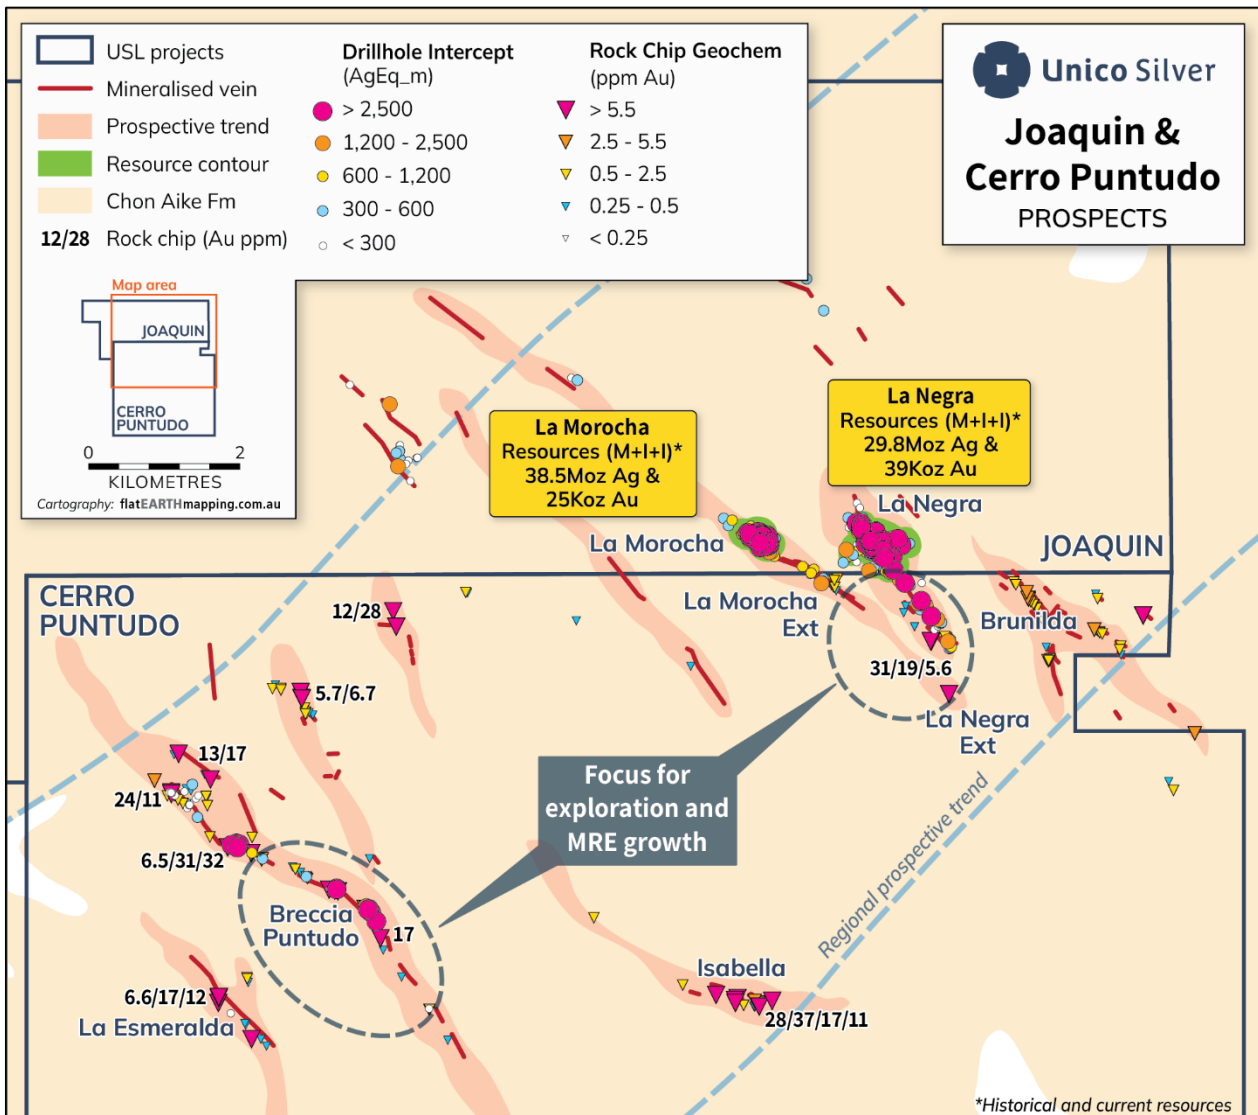 USL projects
Mineralised vein
Prospective trend
Resource contour
Chon Aike Fm
12/28 Rock chip (Au ppm)
Drillhole Intercept
(AgEq_m)
> 2,500
1,200 - 2,500
600 - 1,200
300 - 600
< 300
Rock Chip Geochem
(ppm Au)
> 5.5
2.5 - 5.5
0.5 - 2.5
0.25 - 0.5
< 0.25
Unico Silver
Joaquin &
Cerro Puntudo
PROSPECTS
Map area
JOAQUIN
CERRO
PUNTUDO
0 2
KILOMETRES
Cartography: flatEARTHmapping.com.au
La Morocha
Resources (M+I+I)*
38.5Moz Ag &
25Koz Au
La Negra
Resources (M+I+I)*
29.8Moz Ag &
39Koz Au
La Negra
La Morocha
JOAQUIN
CERRO
PUNTUDO
12/28
La Morocha
Ext
Brunilda
31/19/5.6
5.7/6.7
La Negra
Ext
13/17
24/11
Focus for
exploration and
MRE growth
6.5/31/32
Regional prospective trend
Breccia
Puntudo
17
Isabella
6.6/17/12
La Esmeralda
28/37/17/11
*Historical and current resources